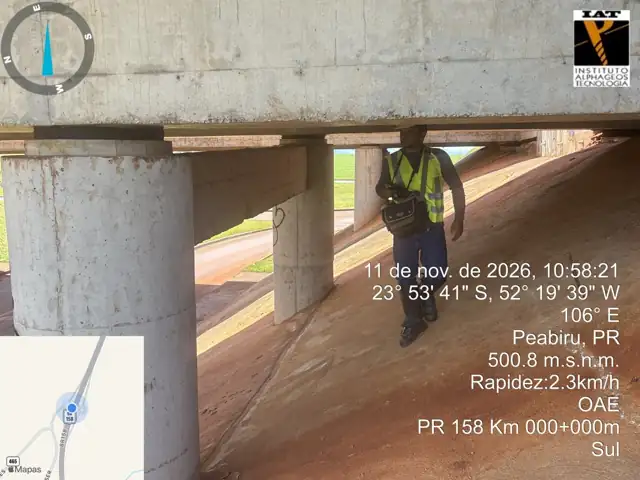 IAT
INSTITUTO
ALPHAGEOS
TECNOLOGIA
N
E
S
W
11 de nov. de 2026, 10:58:21
23° 53' 41" S, 52° 19' 39" W
106° E
Peabiru, PR
500.8 m.s.n.m.
Rapidez:2.3km/h
OAE
PR 158 Km 000+000m
Sul
465
Mapas